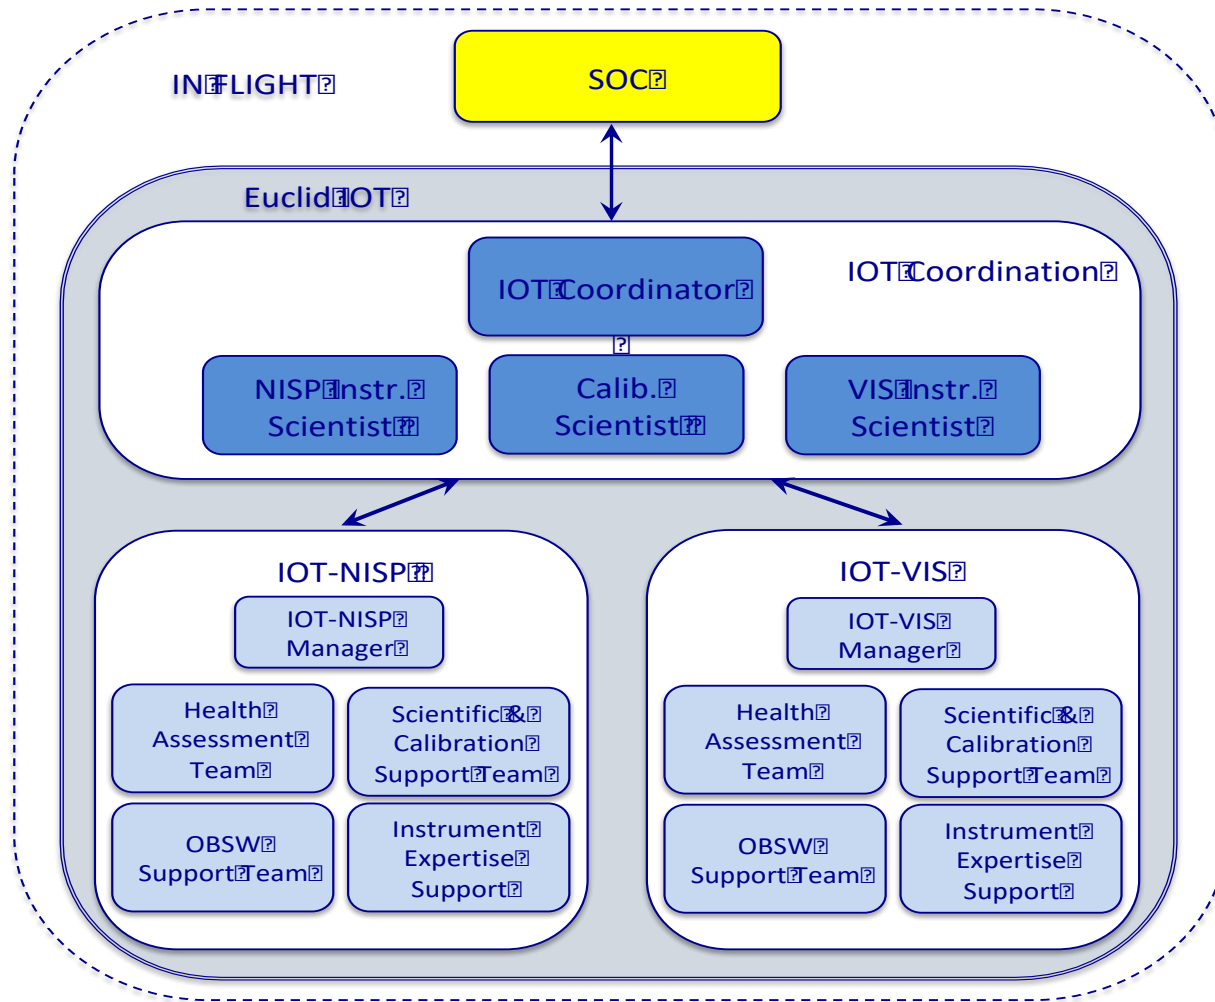 IN FLIGHT
SOC
Euclid IOT
IOT Coordinator
IOT Coordination
NISP Instr.
Scientist
Calib.
Scientist
VIS Instr.
Scientist
IOT-NISP
IOT-NISP
Manager
Health
Assessment
Team
Scientific &
Calibration
Support Team
OBSW
Support Team
Instrument
Expertise
Support
IOT-VIS
IOT-VIS
Manager
Health
Assessment
Team
Scientific &
Calibration
Support Team
OBSW
Support Team
Instrument
Expertise
Support